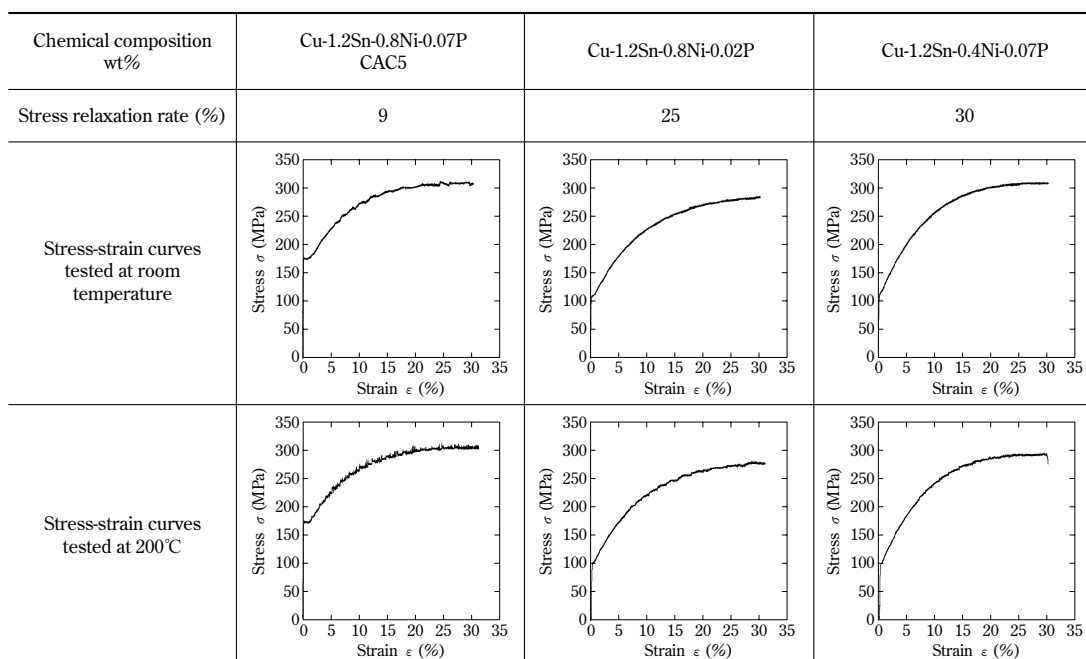 Chemical composition
wt%
Cu-1.2Sn-0.8Ni-0.07P
CAC5
Cu-1.2Sn-0.8Ni-0.02P
Cu-1.2Sn-0.4Ni-0.07P
Stress relaxation rate (%)
9
25
30
Stress-strain curves
tested at room
temperature
Stress σ (MPa)
350
300
250
200
150
100
50
0
0 5 10 15 20 25 30 35
Strain ε (%)
Stress σ (MPa)
350
300
250
200
150
100
50
0
0 5 10 15 20 25 30 35
Strain ε (%)
Stress σ (MPa)
350
300
250
200
150
100
50
0
0 5 10 15 20 25 30 35
Strain ε (%)
Stress-strain curves
tested at 200℃
Stress σ (MPa)
350
300
250
200
150
100
50
0
0 5 10 15 20 25 30 35
Strain ε (%)
Stress σ (MPa)
350
300
250
200
150
100
50
0
0 5 10 15 20 25 30 35
Strain ε (%)
Stress σ (MPa)
350
300
250
200
150
100
50
0
0 5 10 15 20 25 30 35
Strain ε (%)